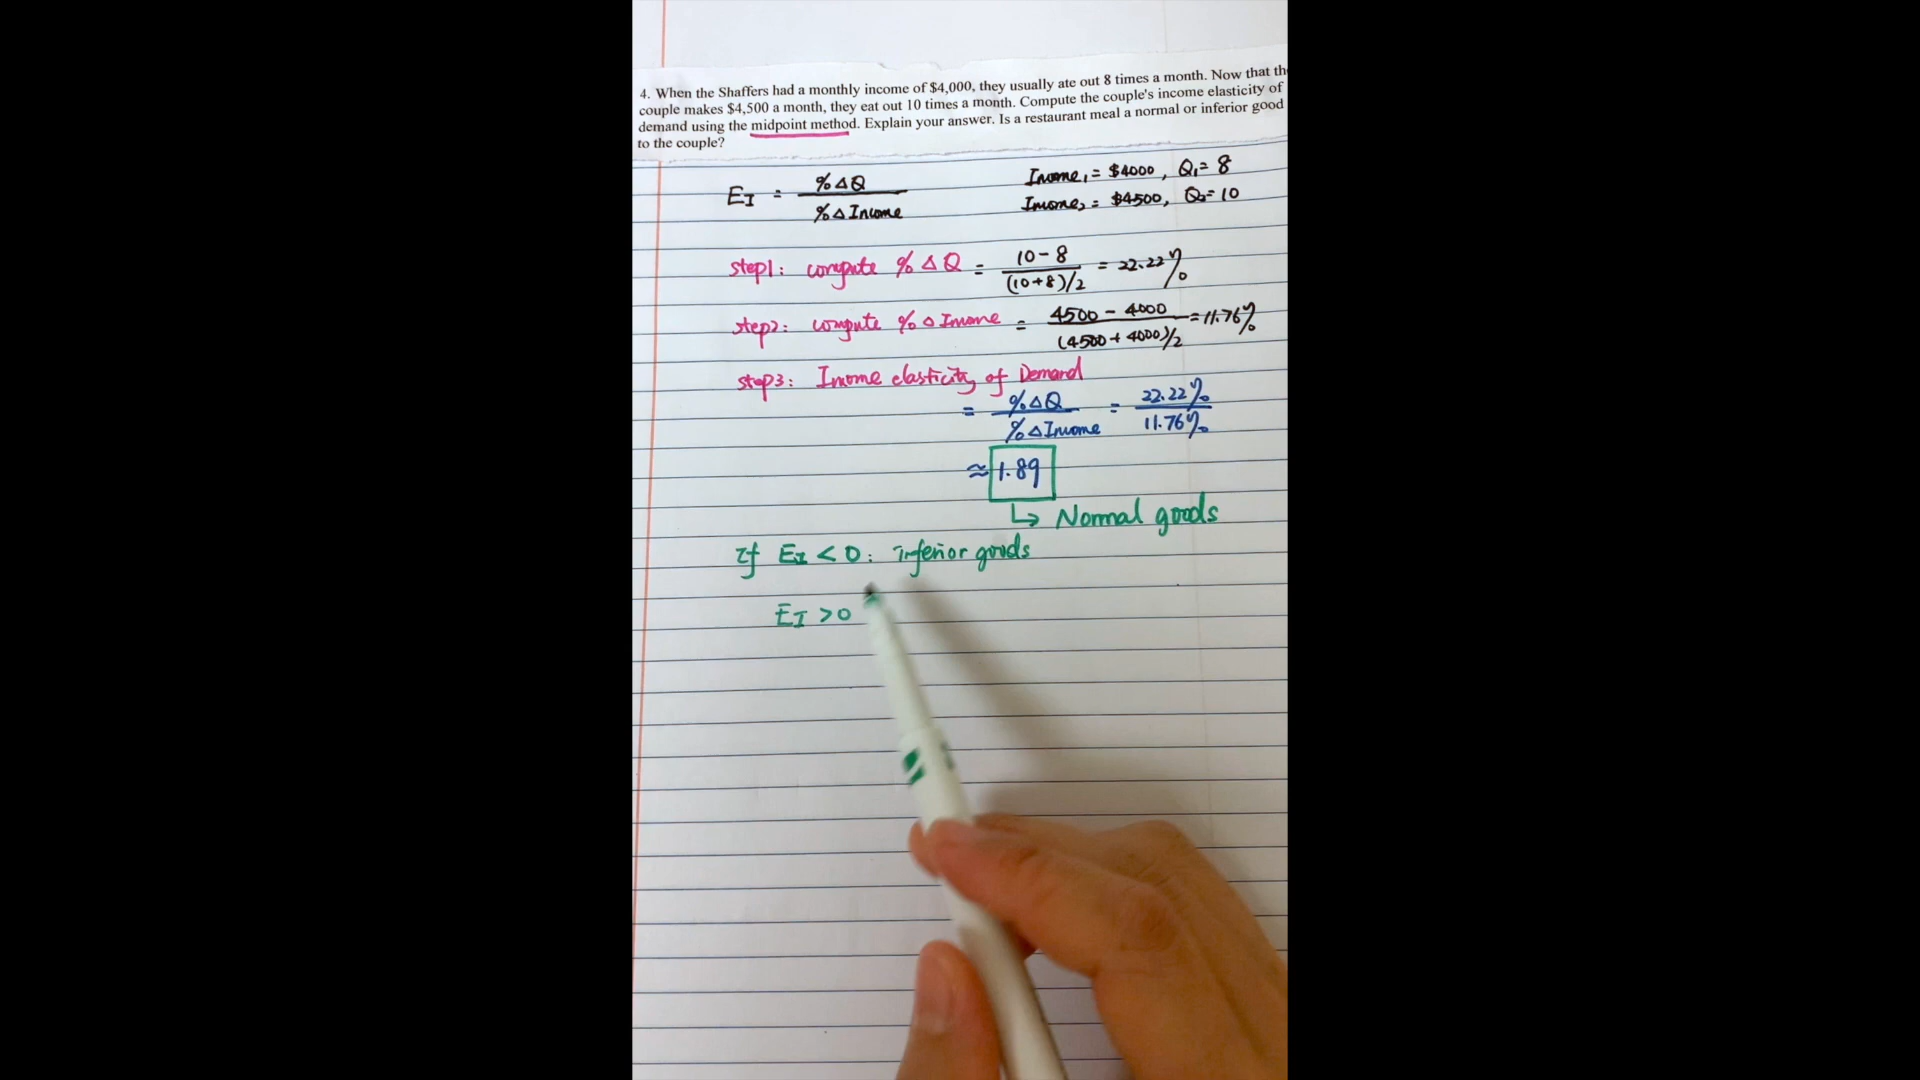 4. When the Shaffers had a monthly income of $4,000, they usually ate out 8 times a month. Now that th
couple makes $4,500 a month, they eat out 10 times a month. Compute the couple's income elasticity of
demand using the midpoint method. Explain your answer. Is a restaurant meal a normal or inferior good
to the couple?
E_I = %ΔQ / %ΔIncome
Income₁ = $4000, Q₁ = 8
Income₂ = $4500, Q₂ = 10
step1: compute %ΔQ = (10-8) / ((10+8)/2) = 22.22%
step2: compute %ΔIncome = (4500-4000) / ((4500+4000)/2) = 11.76%
step3: Income elasticity of Demand
= %ΔQ / %ΔIncome = 22.22% / 11.76%
≈ 1.89
↳ Normal goods
If E_I < 0: Inferior goods
E_I > 0